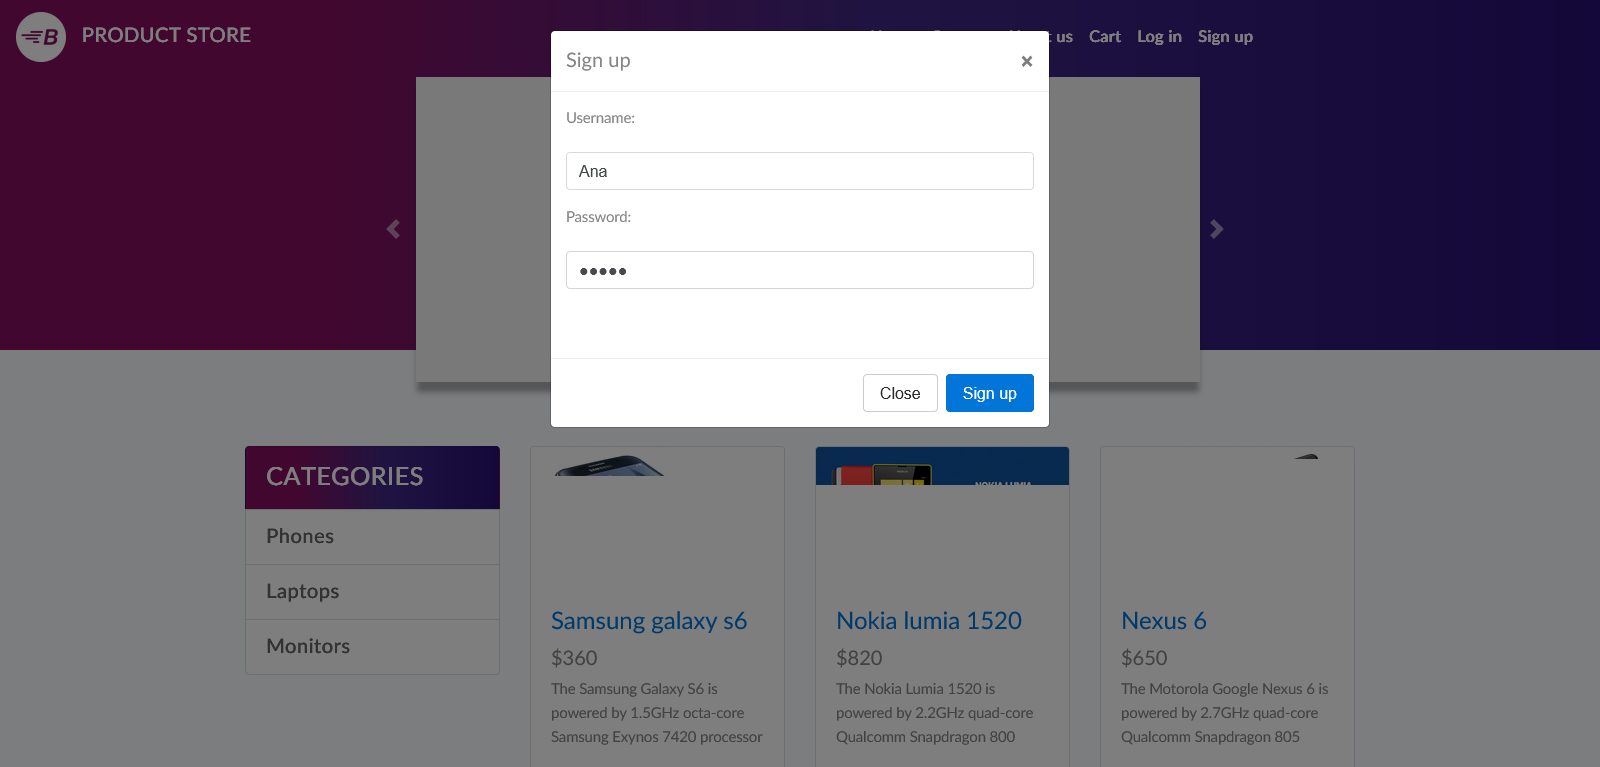 B PRODUCT STORE
us Cart Log in Sign up
Sign up ×
Username:
Ana
Password:
●●●●●
Close Sign up
CATEGORIES
Phones
Laptops
Monitors
NOKIA LUMIA
Samsung galaxy s6
$360
The Samsung Galaxy S6 is
powered by 1.5GHz octa-core
Samsung Exynos 7420 processor
Nokia lumia 1520
$820
The Nokia Lumia 1520 is
powered by 2.2GHz quad-core
Qualcomm Snapdragon 800
Nexus 6
$650
The Motorola Google Nexus 6 is
powered by 2.7GHz quad-core
Qualcomm Snapdragon 805